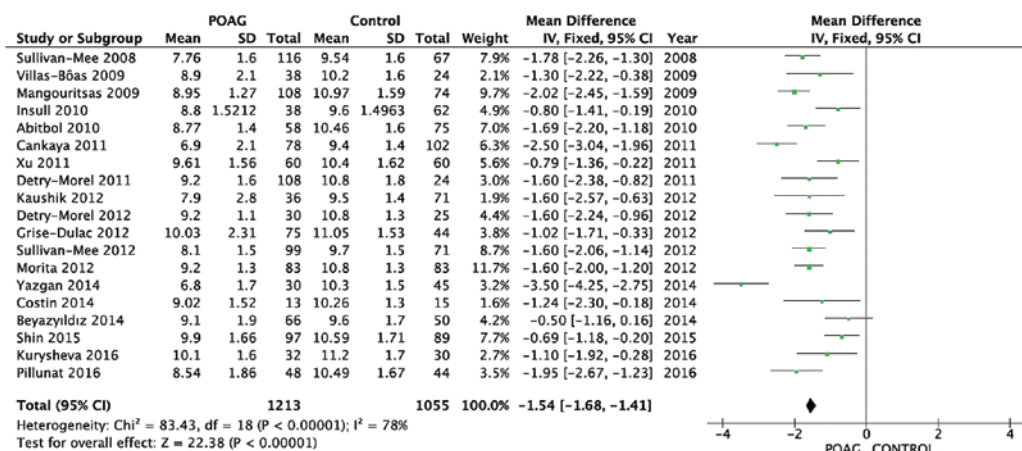 POAG Control Mean Difference Mean Difference
Study or Subgroup Mean SD Total Mean SD Total Weight IV, Fixed, 95% CI Year IV, Fixed, 95% CI
Sullivan-Mee 2008 7.76 1.6 116 9.54 1.6 67 7.9% −1.78 [−2.26, −1.30] 2008
Villas-Bôas 2009 8.9 2.1 38 10.2 1.6 24 2.1% −1.30 [−2.22, −0.38] 2009
Mangouritsas 2009 8.95 1.27 108 10.97 1.59 74 9.7% −2.02 [−2.45, −1.59] 2009
Insull 2010 8.8 1.5212 38 9.6 1.4963 62 4.9% −0.80 [−1.41, −0.19] 2010
Abitbol 2010 8.77 1.4 58 10.46 1.6 75 7.0% −1.69 [−2.20, −1.18] 2010
Cankaya 2011 6.9 2.1 78 9.4 1.4 102 6.3% −2.50 [−3.04, −1.96] 2011
Xu 2011 9.61 1.56 60 10.4 1.62 60 5.6% −0.79 [−1.36, −0.22] 2011
Detry-Morel 2011 9.2 1.6 108 10.8 1.8 24 3.0% −1.60 [−2.38, −0.82] 2011
Kaushik 2012 7.9 2.8 36 9.5 1.4 71 1.9% −1.60 [−2.57, −0.63] 2012
Detry-Morel 2012 9.2 1.1 30 10.8 1.3 25 4.4% −1.60 [−2.24, −0.96] 2012
Grise-Dulac 2012 10.03 2.31 75 11.05 1.53 44 3.8% −1.02 [−1.71, −0.33] 2012
Sullivan-Mee 2012 8.1 1.5 99 9.7 1.5 71 8.7% −1.60 [−2.06, −1.14] 2012
Morita 2012 9.2 1.3 83 10.8 1.3 83 11.7% −1.60 [−2.00, −1.20] 2012
Yazgan 2014 6.8 1.7 30 10.3 1.5 45 3.2% −3.50 [−4.25, −2.75] 2014
Costin 2014 9.02 1.52 13 10.26 1.3 15 1.6% −1.24 [−2.30, −0.18] 2014
Beyazyıldız 2014 9.1 1.9 66 9.6 1.7 50 4.2% −0.50 [−1.16, 0.16] 2014
Shin 2015 9.9 1.66 97 10.59 1.71 89 7.7% −0.69 [−1.18, −0.20] 2015
Kurysheva 2016 10.1 1.6 32 11.2 1.7 30 2.7% −1.10 [−1.92, −0.28] 2016
Pillunat 2016 8.54 1.86 48 10.49 1.67 44 3.5% −1.95 [−2.67, −1.23] 2016
Total (95% CI) 1213 1055 100.0% −1.54 [−1.68, −1.41]
Heterogeneity: Chi² = 83.43, df = 18 (P < 0.00001); I² = 78%
Test for overall effect: Z = 22.38 (P < 0.00001)
−4 −2 0 2 4
POAG CONTROL